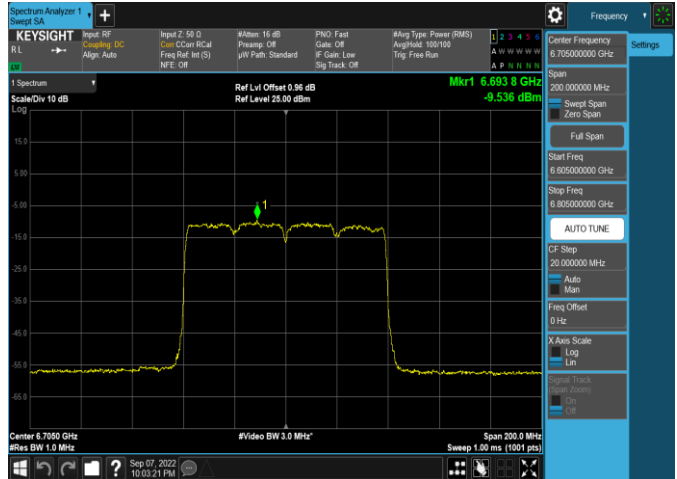 Spectrum Analyzer 1
Swept SA
+
Frequency
KEYSIGHT
RL
AM
Input: RF
Coupling: DC
Align: Auto
Input Z: 50 Ω
Corr CCorr RCal
Freq Ref: Int (S)
NFE: Off
#Atten: 16 dB
Preamp: Off
µW Path: Standard
PNO: Fast
Gate: Off
IF Gain: Low
Sig Track: Off
#Avg Type: Power (RMS)
Avg|Hold: 100/100
Trig: Free Run
1 2 3 4 5 6
A W W W W W
A P N N N N
Center Frequency
6.705000000 GHz
Settings
Span
200.000000 MHz
Swept Span
Zero Span
Full Span
Start Freq
6.605000000 GHz
Stop Freq
6.805000000 GHz
AUTO TUNE
CF Step
20.000000 MHz
Auto
Man
Freq Offset
0 Hz
X Axis Scale
Log
Lin
Signal Track
(Span Zoom)
On
Off
1 Spectrum
Scale/Div 10 dB
Log
Ref Lvl Offset 0.96 dB
Ref Level 25.00 dBm
Mkr1 6.693 8 GHz
-9.536 dBm
15.0
5.00
-5.00
-15.0
-25.0
-35.0
-45.0
-55.0
-65.0
1
Center 6.7050 GHz
#Res BW 1.0 MHz
#Video BW 3.0 MHz*
Span 200.0 MHz
Sweep 1.00 ms (1001 pts)
?
Sep 07, 2022
10:03:21 PM